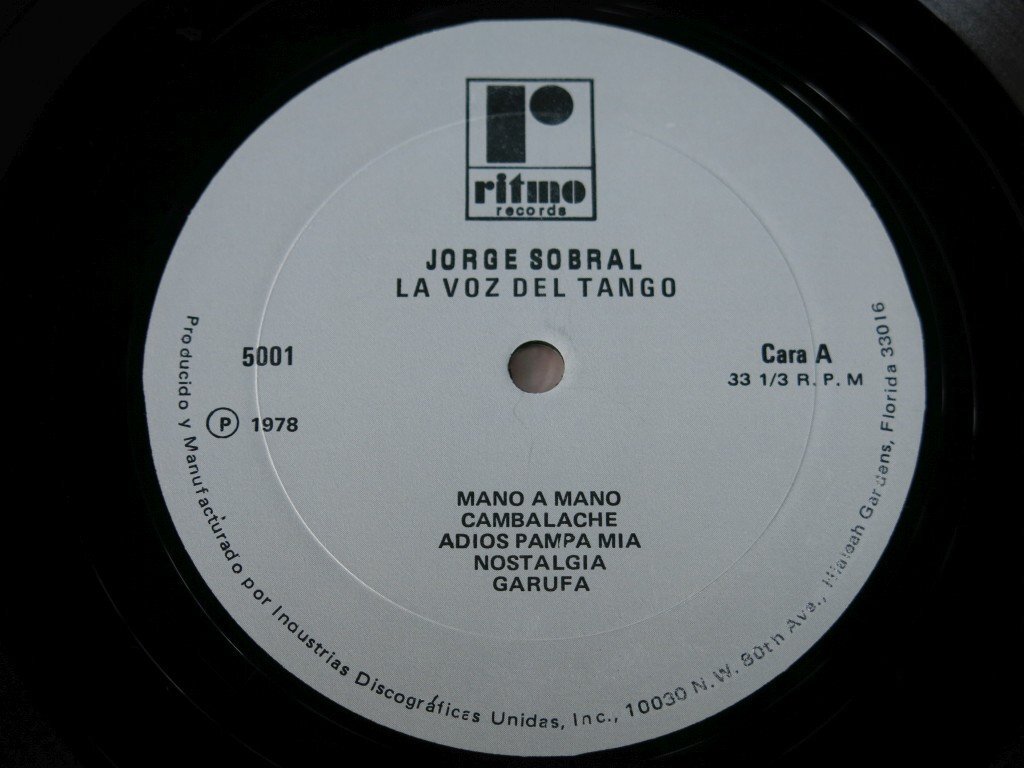 ritmo
records
JORGE SOBRAL
LA VOZ DEL TANGO
5001
Cara A
33 1/3 R. P. M
P 1978
MANO A MANO
CAMBALACHE
ADIOS PAMPA MIA
NOSTALGIA
GARUFA
Producido y Manufacturado por Industrias Discográficas Unidas, Inc., 10030 N.W. 80th Ave., Hialeah Gardens, Florida 33016